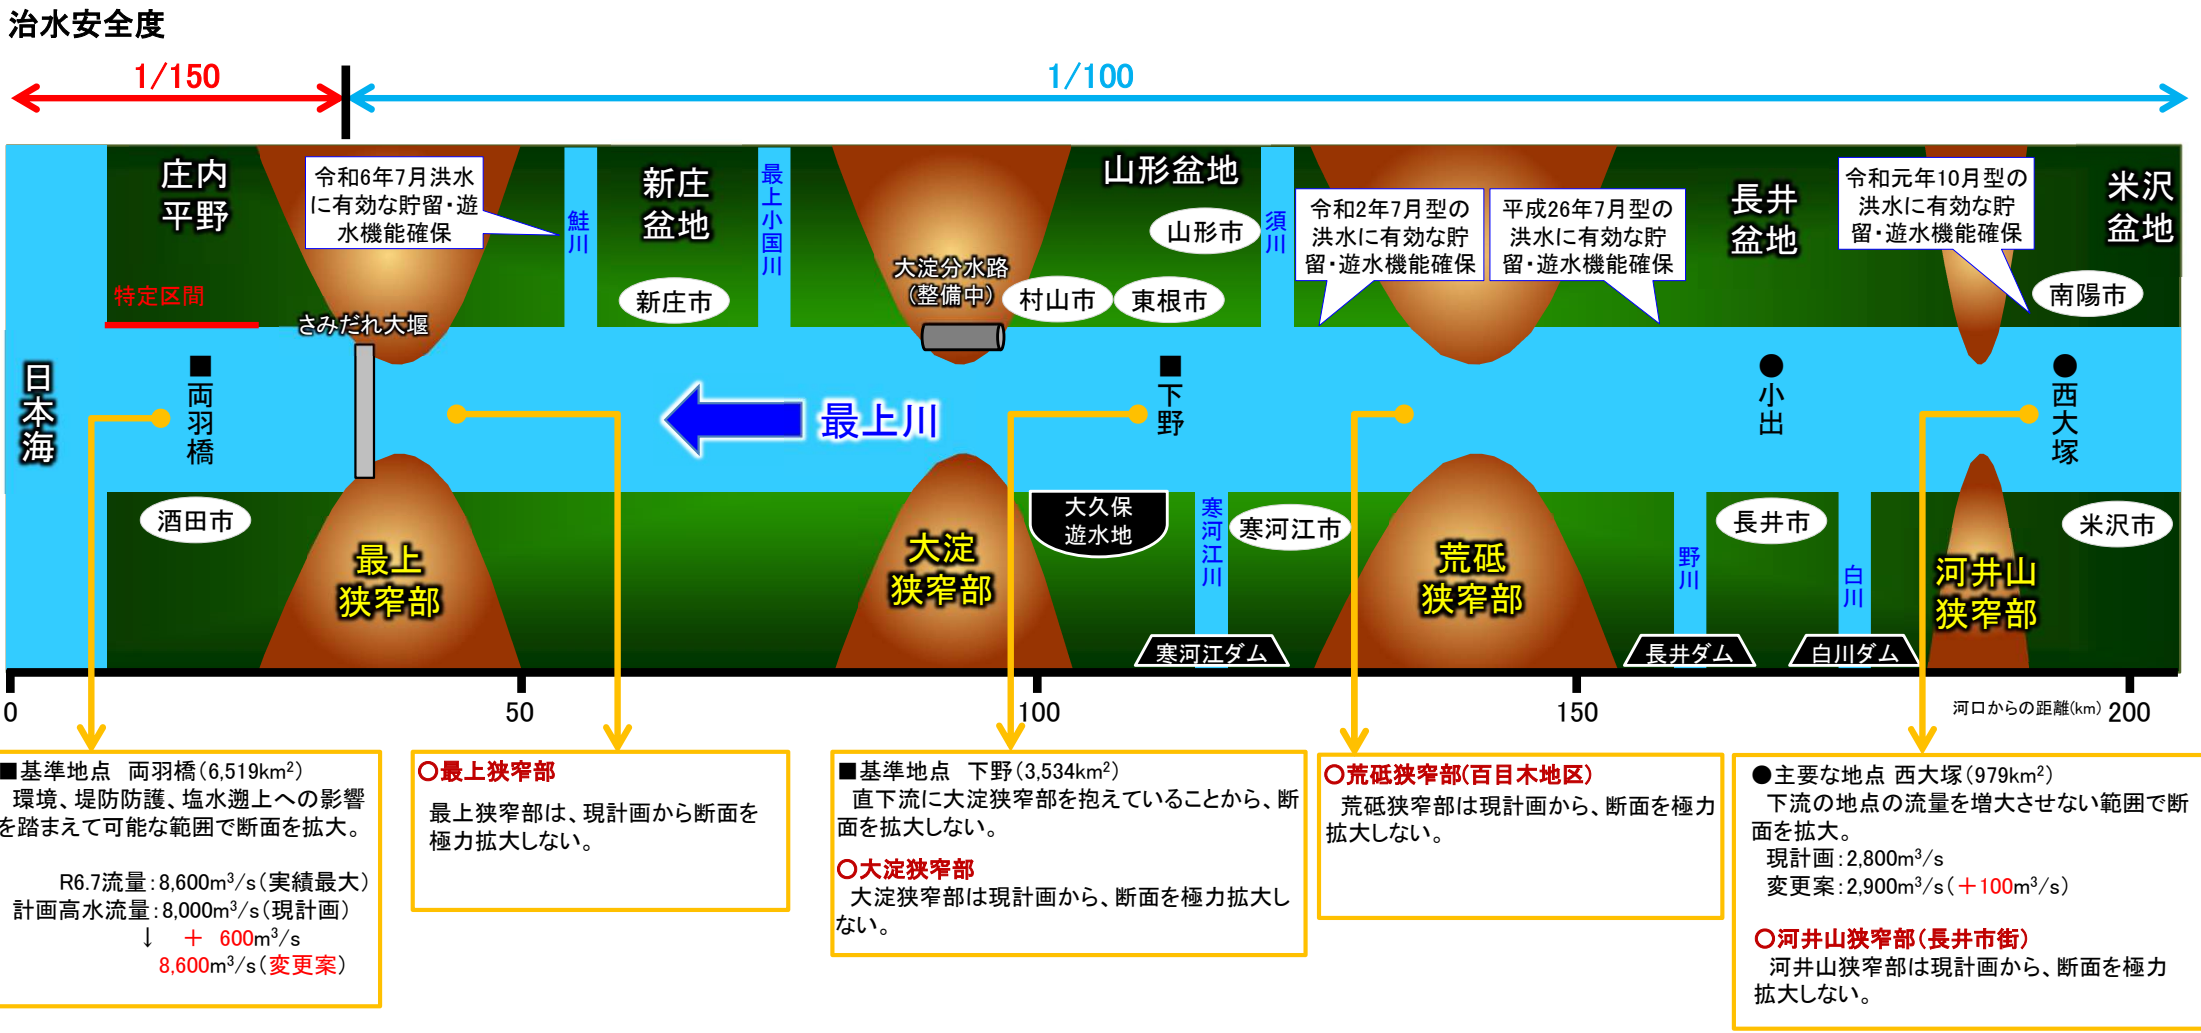 治水安全度
1/150
1/100
庄内
平野
令和6年7月洪水
に有効な貯留・遊
水機能確保
鮭川
新庄
盆地
最上小国川
山形盆地
山形市
須川
令和2年7月型の
洪水に有効な貯
留・遊水機能確保
平成26年7月型の
洪水に有効な貯
留・遊水機能確保
長井
盆地
令和元年10月型の
洪水に有効な貯
留・遊水機能確保
米沢
盆地
特定区間
さみだれ大堰
新庄市
大淀分水路
(整備中)
村山市
東根市
南陽市
日本海
■両羽橋
最上川
■下野
●小出
●西大塚
酒田市
最上
狭窄部
大淀
狭窄部
大久保
遊水地
寒河江川
寒河江市
荒砥
狭窄部
野川
長井市
白川
河井山
狭窄部
米沢市
寒河江ダム
長井ダム
白川ダム
0
50
100
150
河口からの距離(km)
200
■基準地点 両羽橋(6,519km²)
環境、堤防防護、塩水遡上への影響
を踏まえて可能な範囲で断面を拡大。
R6.7流量:8,600m³/s(実績最大)
計画高水流量:8,000m³/s(現計画)
↓ + 600m³/s
8,600m³/s(変更案)
○最上狭窄部
最上狭窄部は、現計画から断面を
極力拡大しない。
■基準地点 下野(3,534km²)
直下流に大淀狭窄部を抱えていることから、断
面を拡大しない。
○大淀狭窄部
大淀狭窄部は現計画から、断面を極力拡大し
ない。
○荒砥狭窄部(百目木地区)
荒砥狭窄部は現計画から、断面を極力
拡大しない。
●主要な地点 西大塚(979km²)
下流の地点の流量を増大させない範囲で断
面を拡大。
現計画:2,800m³/s
変更案:2,900m³/s(+100m³/s)
○河井山狭窄部(長井市街)
河井山狭窄部は現計画から、断面を極力
拡大しない。